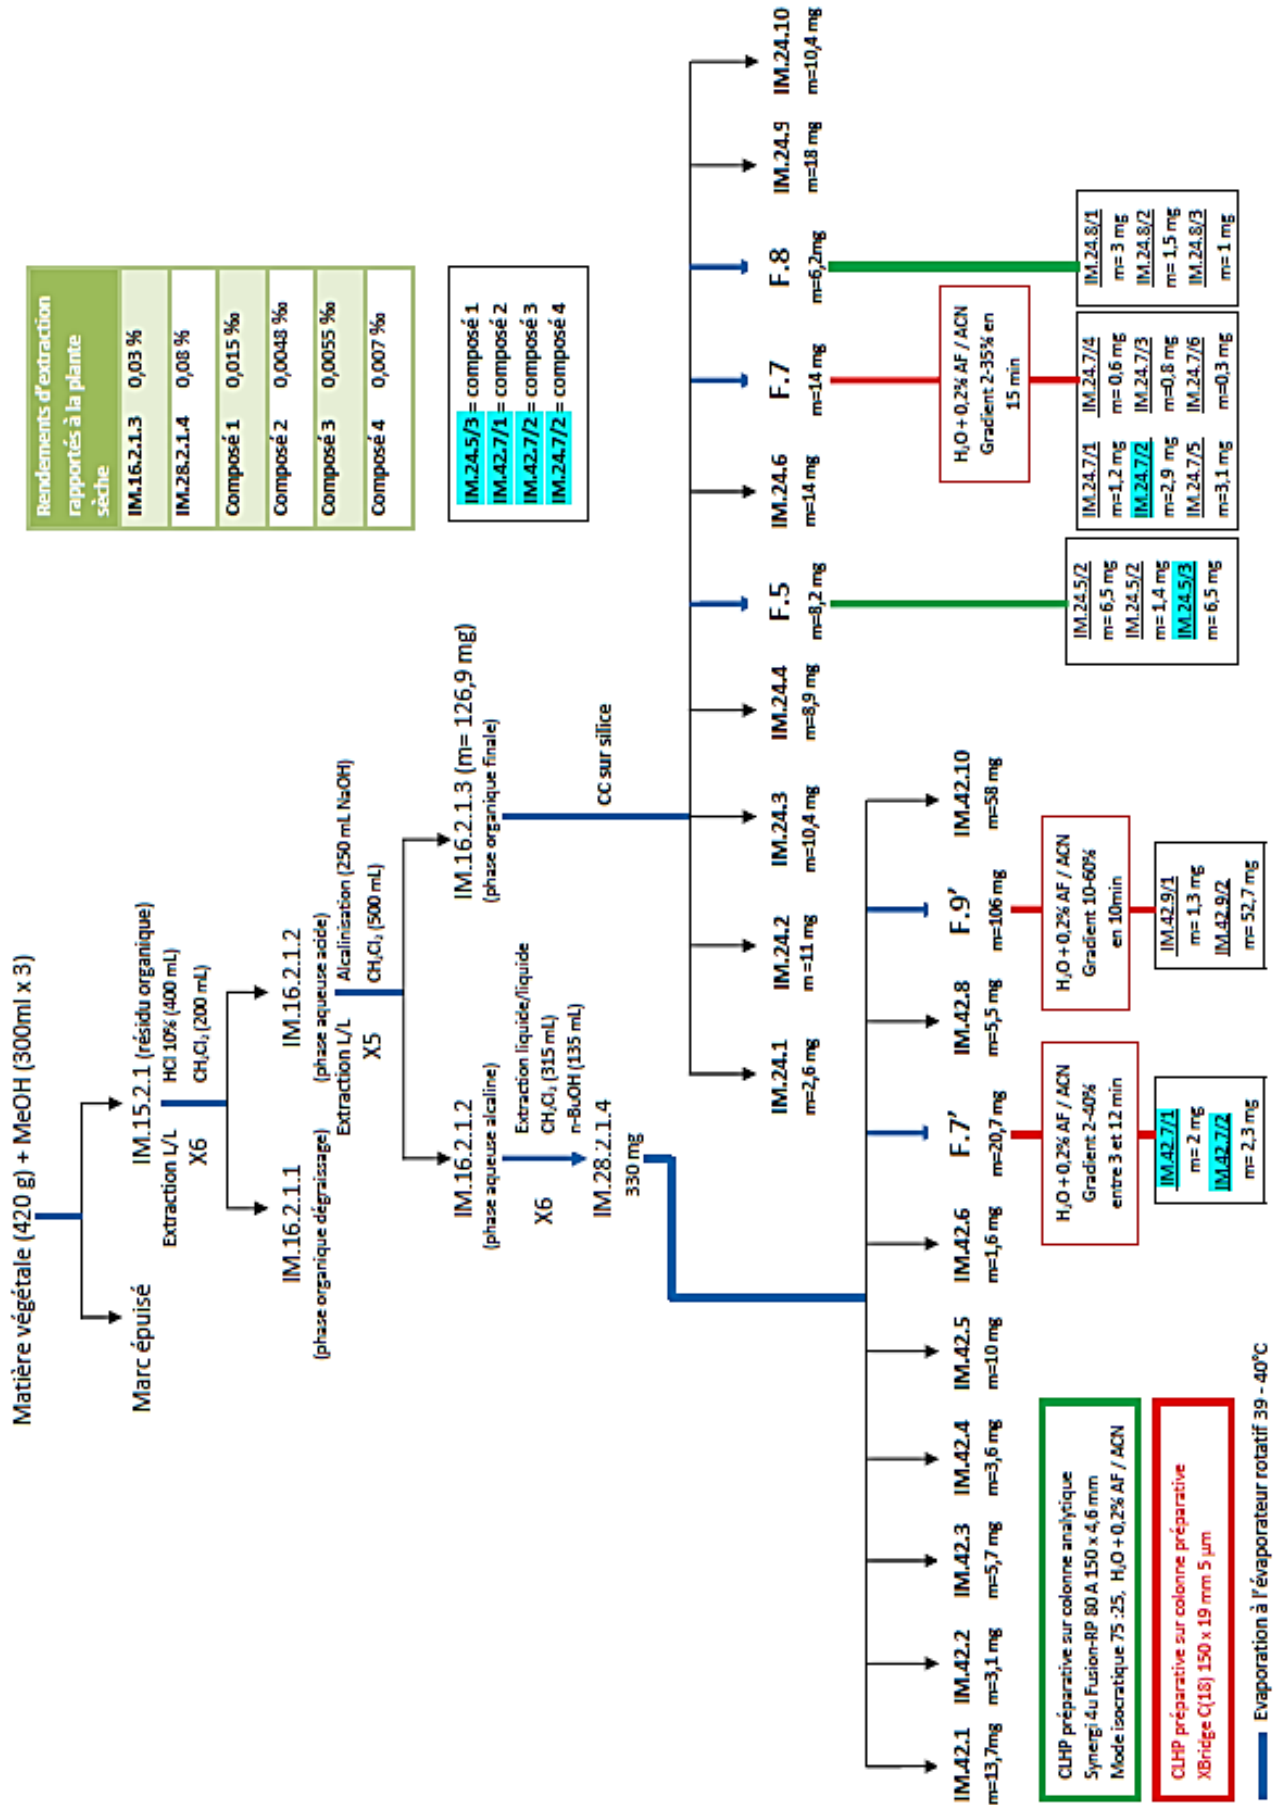 Matière végétale (420 g) + MeOH (300ml x 3)
Marc épuisé
IM.15.2.1 (résidu organique)
Extraction L/L
X6
HCl 10% (400 mL)
CH₂Cl₂ (200 mL)
IM.16.2.1.1
(phase organique dégraissage)
IM.16.2.1.2
(phase aqueuse acide)
Extraction L/L
X5
Alcalinisation (250 mL NaOH)
CH₂Cl₂ (500 mL)
IM.16.2.1.2
(phase aqueuse alcaline)
X6
Extraction liquide/liquide
CH₂Cl₂ (315 mL)
n-BuOH (135 mL)
IM.28.2.1.4
330 mg
IM.16.2.1.3 (m= 126,9 mg)
(phase organique finale)
CC sur silice
Rendements d'extraction
rapportés à la plante
sèche
IM.16.2.1.3 0,03 %
IM.28.2.1.4 0,08 %
Composé 1 0,015 ‰
Composé 2 0,0048 ‰
Composé 3 0,0055 ‰
Composé 4 0,007 ‰
IM.24.5/3 = composé 1
IM.42.7/1 = composé 2
IM.42.7/2 = composé 3
IM.24.7/2 = composé 4
IM.24.1
m=2,6 mg
IM.24.2
m =11 mg
IM.24.3
m=10,4 mg
IM.24.4
m=8,9 mg
F.5
m=8,2 mg
IM.24.6
m=14 mg
F.7
m=14 mg
F.8
m=6,2mg
IM.24.9
m=18 mg
IM.24.10
m=10,4 mg
H₂O + 0,2% AF / ACN
Gradient 2-35% en
15 min
IM.24.5/2
m= 6,5 mg
IM.24.5/2
m= 1,4 mg
IM.24.5/3
m= 6,5 mg
IM.24.7/1 IM.24.7/4
m=1,2 mg m= 0,6 mg
IM.24.7/2 IM.24.7/3
m=2,9 mg m=0,8 mg
IM.24.7/5 IM.24.7/6
m=3,1 mg m=0,3 mg
IM.24.8/1
m= 3 mg
IM.24.8/2
m= 1,5 mg
IM.24.8/3
m= 1 mg
IM.42.1
m=13,7mg
IM.42.2
m=3,1 mg
IM.42.3
m=5,7 mg
IM.42.4
m=3,6 mg
IM.42.5
m=10 mg
IM.42.6
m=1,6 mg
F.7'
m=20,7 mg
IM.42.8
m=5,5 mg
F.9'
m=106 mg
IM.42.10
m=58 mg
H₂O + 0,2% AF / ACN
Gradient 2-40%
entre 3 et 12 min
H₂O + 0,2% AF / ACN
Gradient 10-60%
en 10min
IM.42.7/1
m= 2 mg
IM.42.7/2
m= 2,3 mg
IM.42.9/1
m= 1,3 mg
IM.42.9/2
m= 52,7 mg
CLHP préparative sur colonne analytique
Synergi 4u Fusion-RP 80 A 150 x 4,6 mm
Mode isocratique 75 :25, H₂O + 0,2% AF / ACN
CLHP préparative sur colonne préparative
XBridge C(18) 150 x 19 mm 5 µm
Evaporation à l'évaporateur rotatif 39 - 40°C